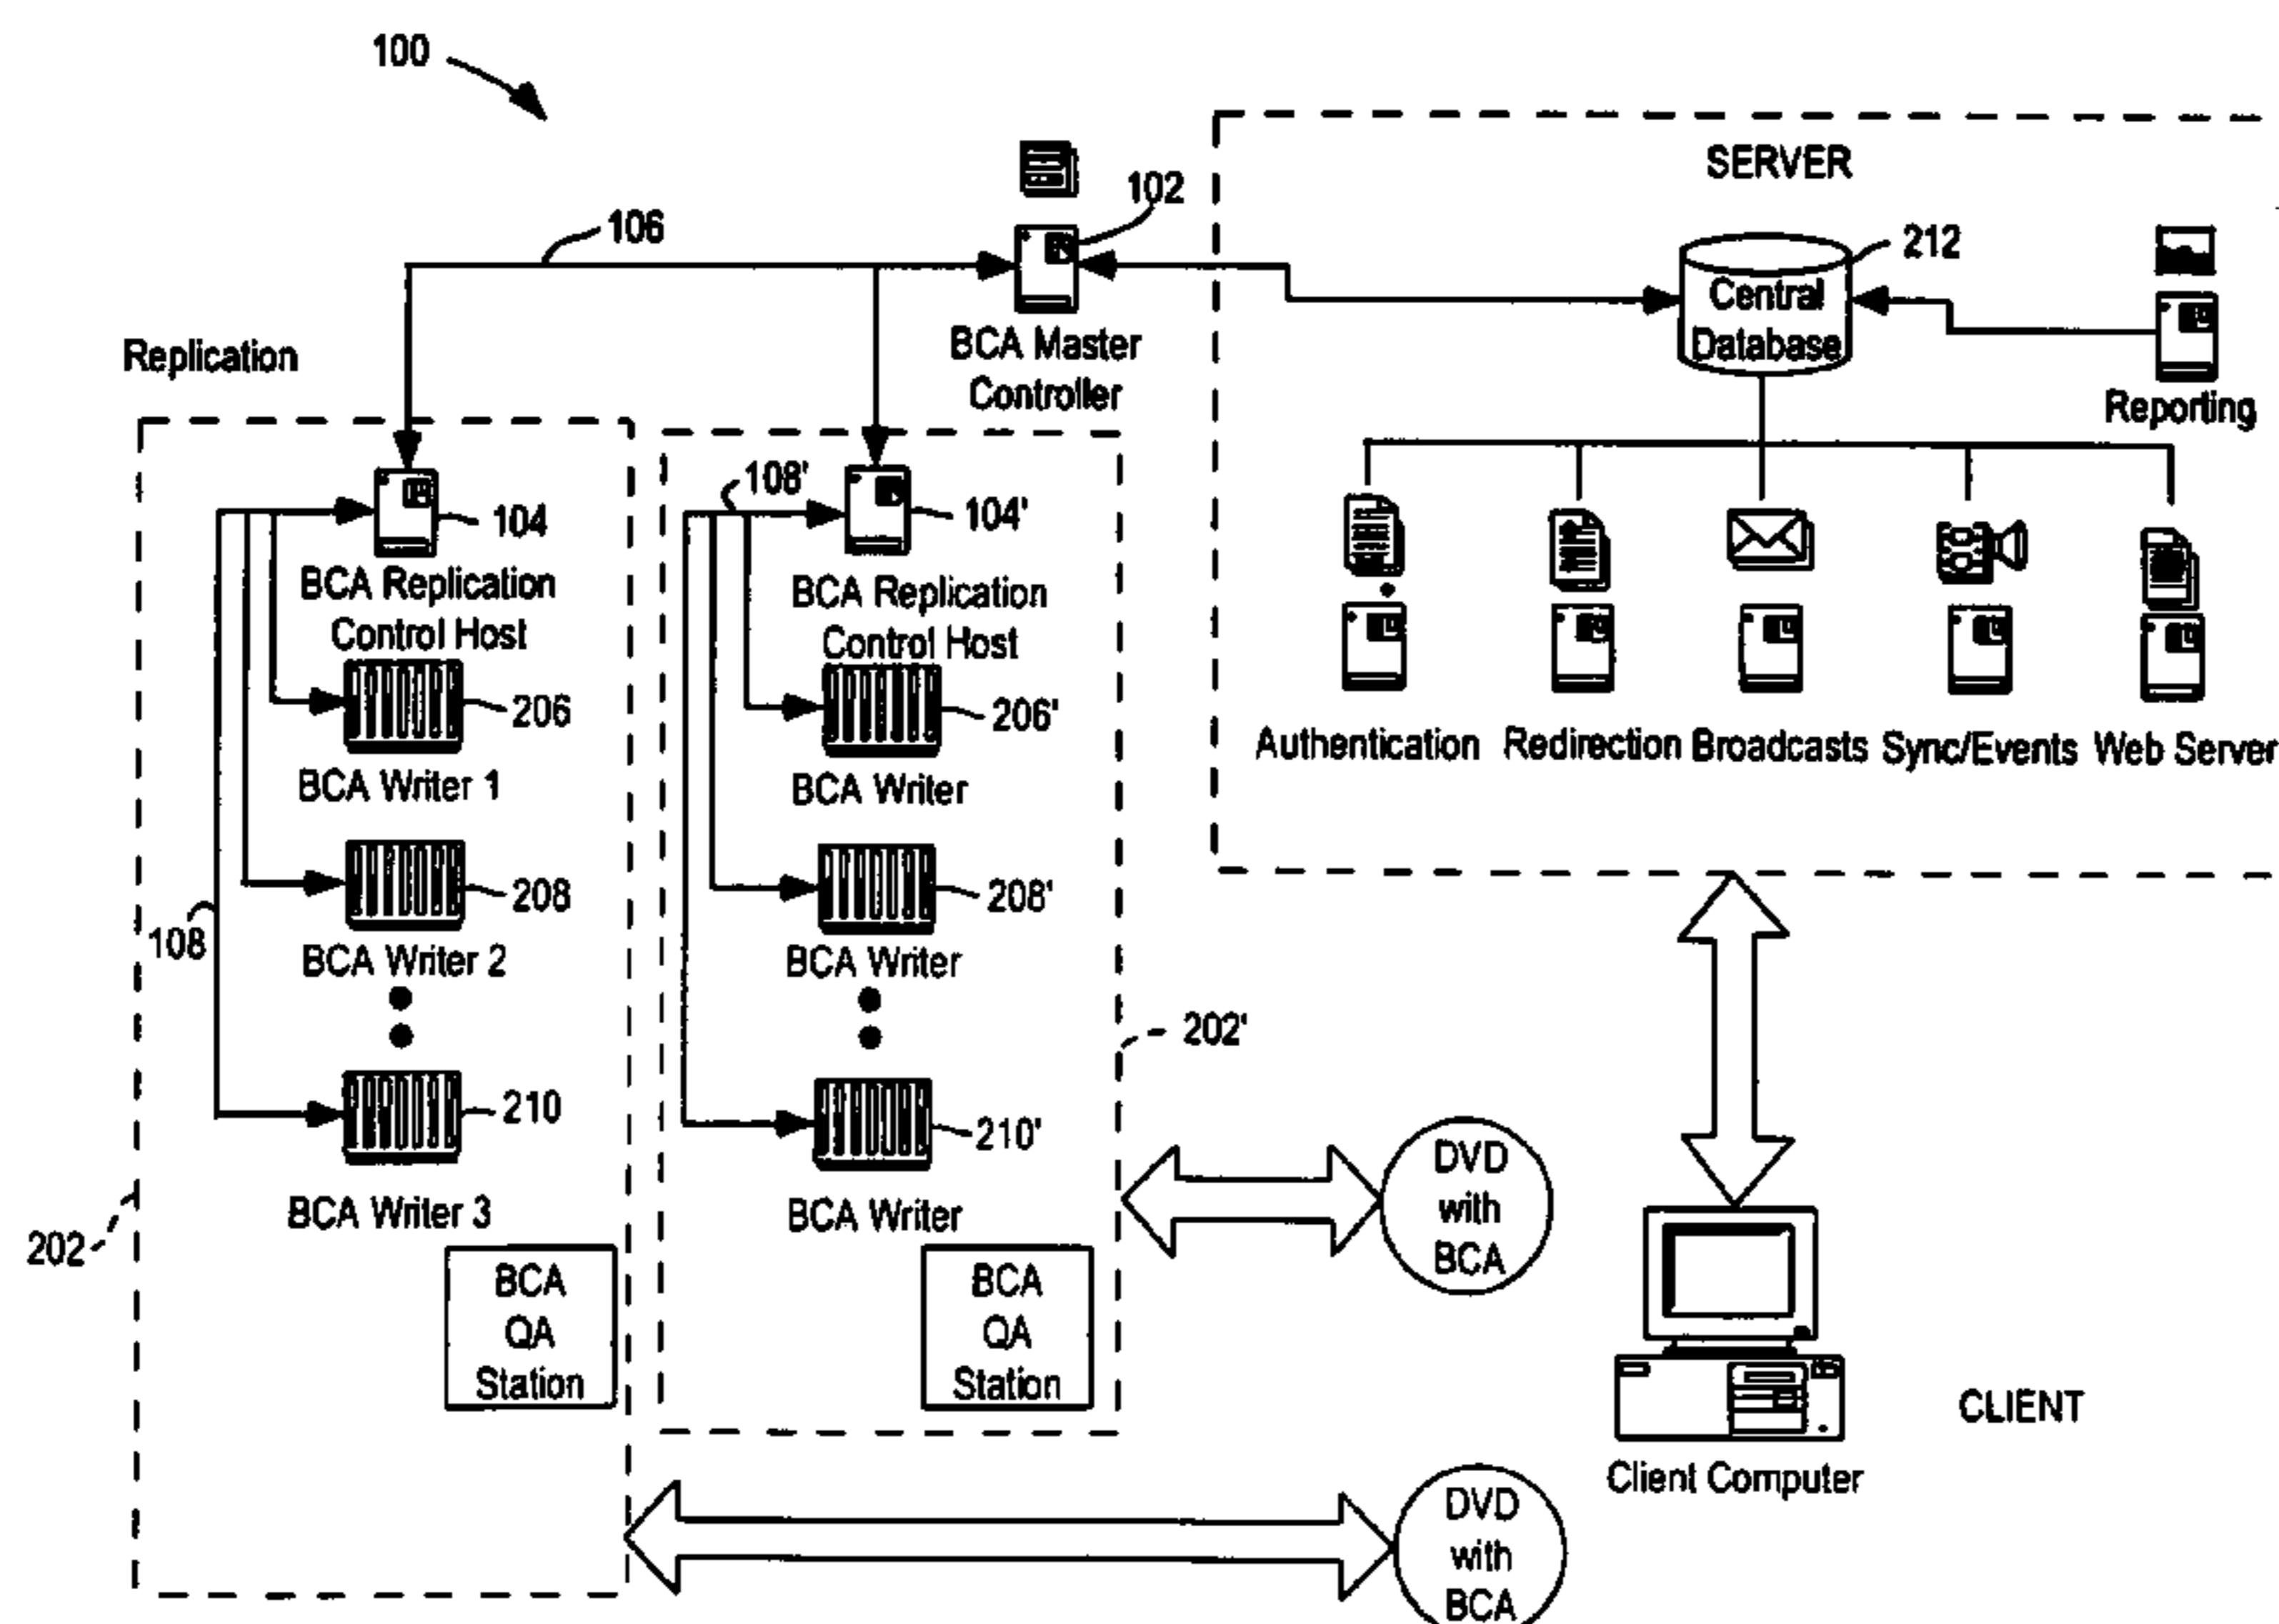 100
SERVER
102
106
212
Central
Database
BCA Master
Controller
Replication
Reporting
108'
104
104'
BCA Replication
Control Host
BCA Replication
Control Host
206
206'
Authentication
Redirection
Broadcasts
Sync/Events
Web Server
BCA Writer 1
BCA Writer
208
208'
108
BCA Writer 2
BCA Writer
202'
210
210'
DVD
with
BCA
BCA Writer 3
BCA Writer
202
BCA
QA
Station
BCA
QA
Station
CLIENT
Client Computer
DVD
with
BCA